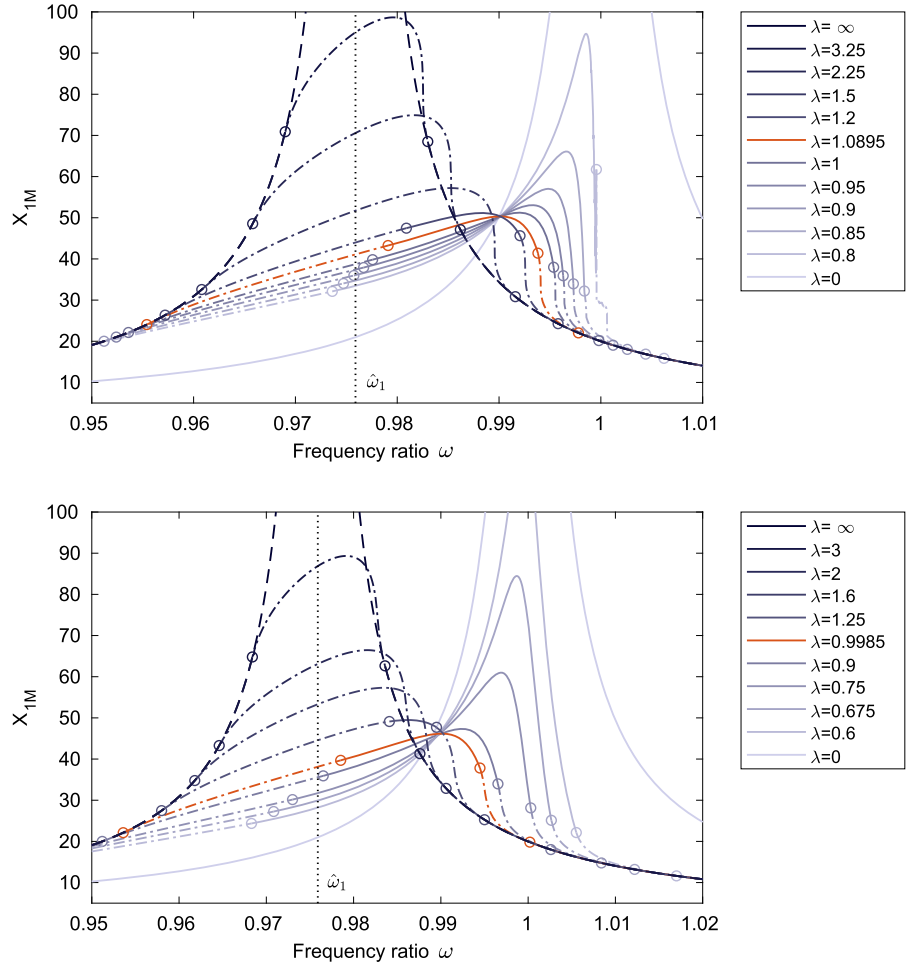 100
90
80
70
60
50
40
30
20
10
X1M
0.95
0.96
0.97
0.98
0.99
1
1.01
Frequency ratio ω
ω̂1
λ= ∞
λ=3.25
λ=2.25
λ=1.5
λ=1.2
λ=1.0895
λ=1
λ=0.95
λ=0.9
λ=0.85
λ=0.8
λ=0
100
90
80
70
60
50
40
30
20
10
X1M
0.95
0.96
0.97
0.98
0.99
1
1.01
1.02
Frequency ratio ω
ω̂1
λ= ∞
λ=3
λ=2
λ=1.6
λ=1.25
λ=0.9985
λ=0.9
λ=0.75
λ=0.675
λ=0.6
λ=0